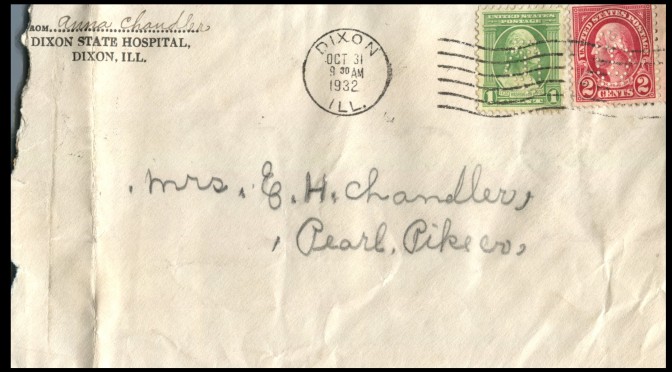 ROM Anna Chandler
DIXON STATE HOSPITAL,
DIXON, ILL.
DIXON
OCT 31
9 30 AM
1932
ILL.
UNITED STATES
POSTAGE
1 1
UNITED STATES POSTAGE
2 CENTS 2
Mrs. E. H. Chandler,
Pearl, Pike co,